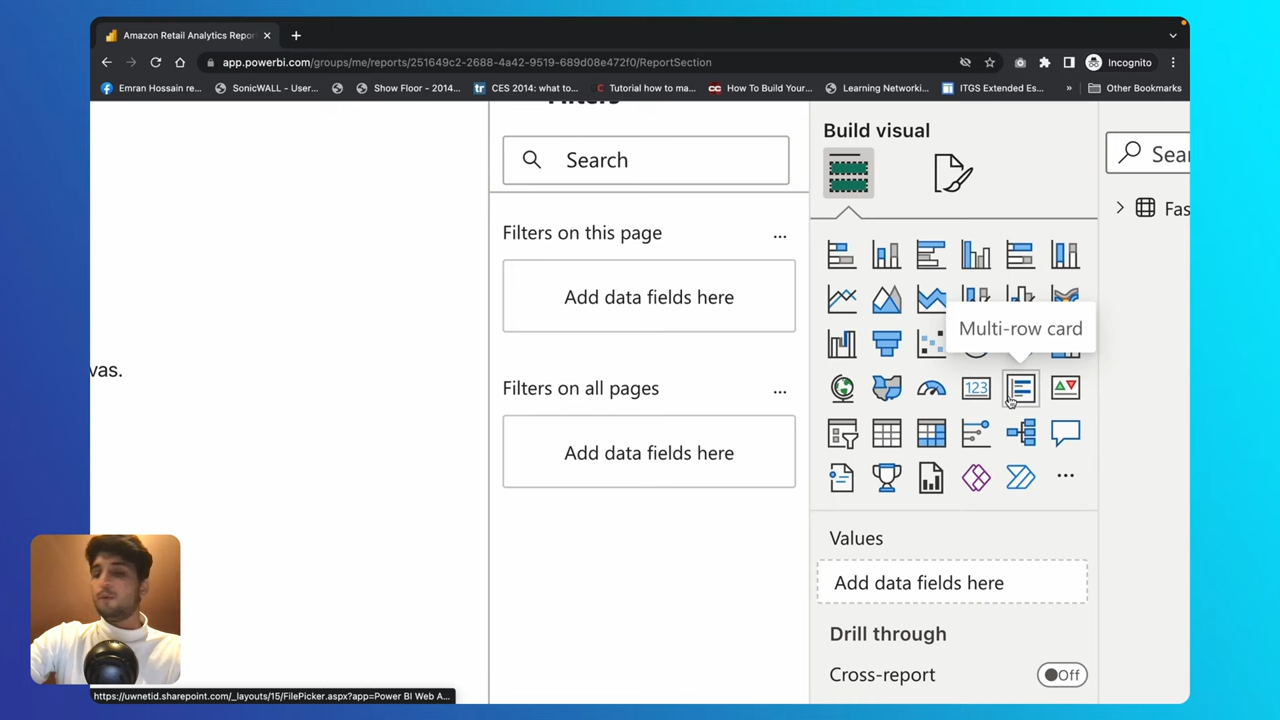 Amazon Retail Analytics Repor
app.powerbi.com/groups/me/reports/251649c2-2688-4a42-9519-689d08e472f0/ReportSection
Incognito
Emran Hossain re...
SonicWALL - User...
Show Floor - 2014...
tr
CES 2014: what to...
C
Tutorial how to ma...
CC
How To Build Your...
Learning Networki...
ITGS Extended Es...
»
Other Bookmarks
Filters
Build visual
Search
Sear
Fas
Filters on this page
...
Add data fields here
Multi-row card
vas.
Filters on all pages
...
123
Add data fields here
...
Values
Add data fields here
Drill through
Cross-report
Off
https://uwnetid.sharepoint.com/_layouts/15/FilePicker.aspx?app=Power BI Web A...